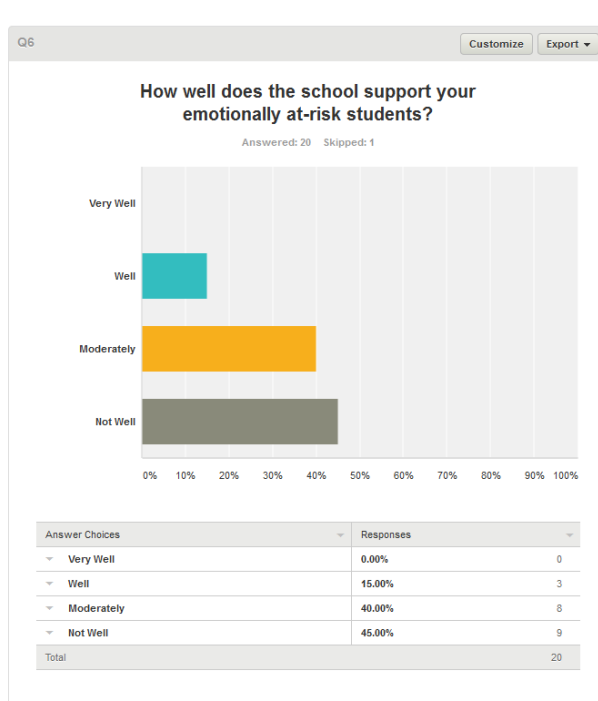 Q6
Customize Export
How well does the school support your
emotionally at-risk students?
Answered: 20 Skipped: 1
Very Well
Well
Moderately
Not Well
0% 10% 20% 30% 40% 50% 60% 70% 80% 90% 100%
Answer Choices Responses
Very Well 0.00% 0
Well 15.00% 3
Moderately 40.00% 8
Not Well 45.00% 9
Total 20